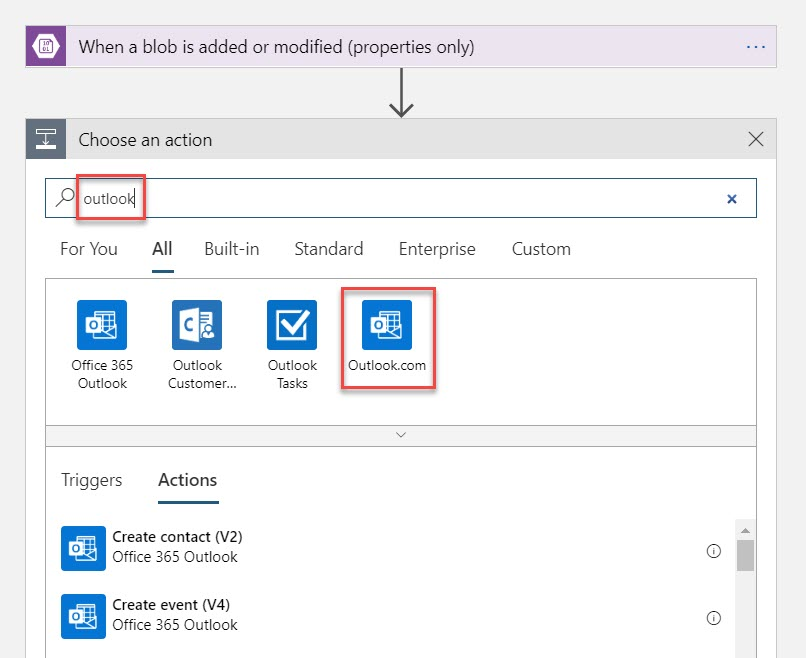 When a blob is added or modified (properties only)
Choose an action
outlook
For You All Built-in Standard Enterprise Custom
Office 365 Outlook
Outlook Customer...
Outlook Tasks
Outlook.com
Triggers Actions
Create contact (V2)
Office 365 Outlook
Create event (V4)
Office 365 Outlook